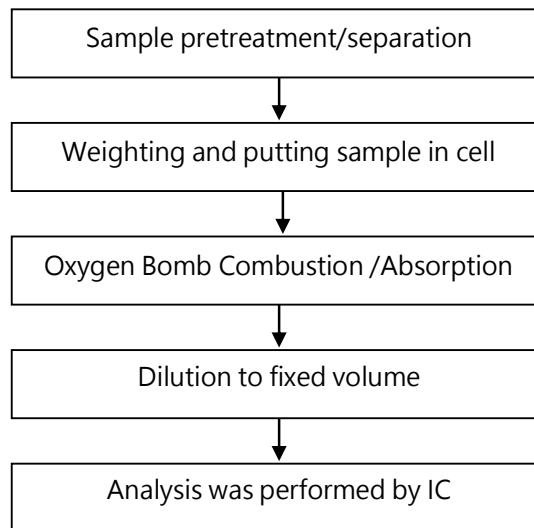 Sample pretreatment/separation
Weighting and putting sample in cell
Oxygen Bomb Combustion /Absorption
Dilution to fixed volume
Analysis was performed by IC